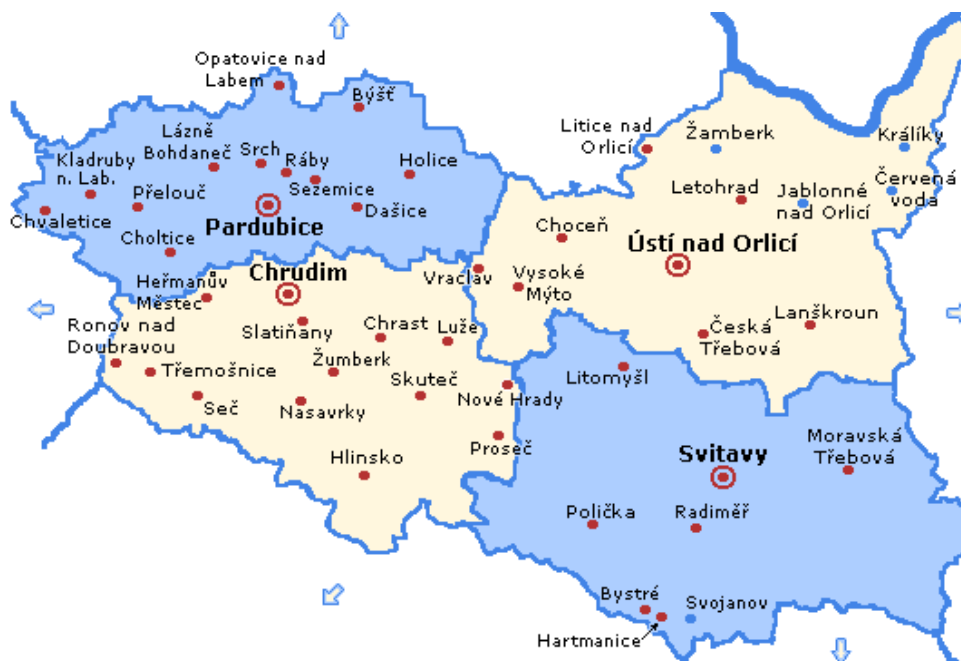 Opatovice nad
Labem
Býšť
Lázně
Bohdaneč
Srch
Ráby
Holice
Kladruby
n. Lab.
Přelouč
Sezemice
Chvaletice
Pardubice
Dašice
Choltice
Litice nad
Orlicí
Žamberk
Králíky
Letohrad
Jablonné
nad Orlicí
Červená
voda
Choceň
Ústí nad Orlicí
Vraclav
Vysoké
Mýto
Lanškroun
Česká
Třebová
Heřmanův
Městec
Chrudim
Ronov nad
Doubravou
Slatiňany
Chrast
Luže
Třemošnice
Žumberk
Skuteč
Nové Hrady
Seč
Nasavrky
Proseč
Hlinsko
Litomyšl
Svitavy
Moravská
Třebová
Polička
Radiměř
Bystré
Svojanov
Hartmanice